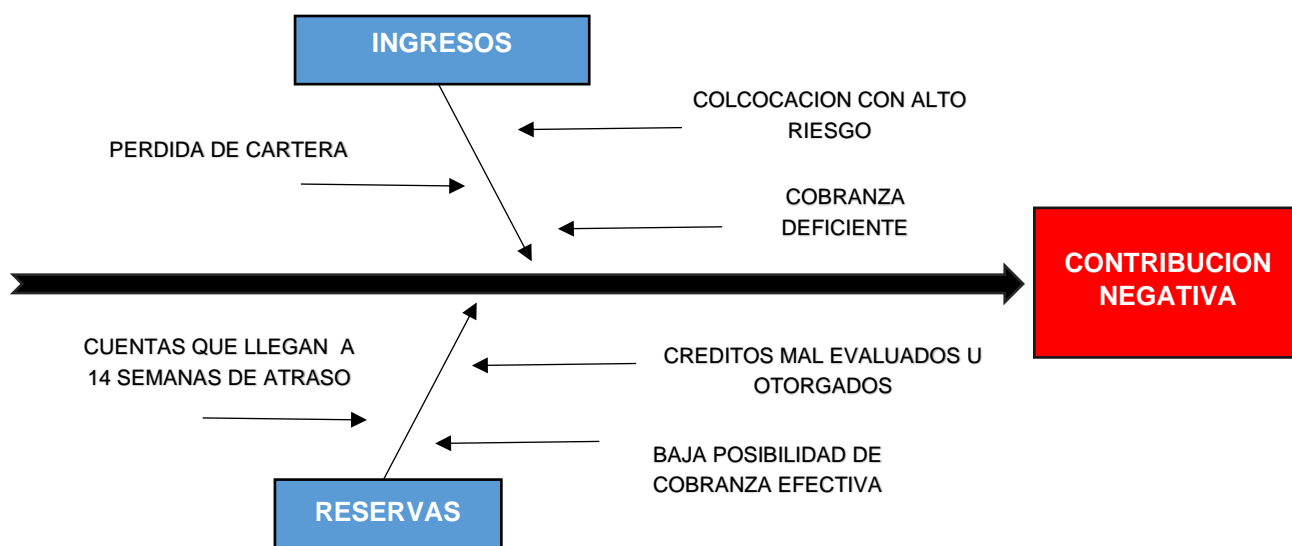 INGRESOS
COLCOCACION CON ALTO
RIESGO
PERDIDA DE CARTERA
COBRANZA
DEFICIENTE
CONTRIBUCION
NEGATIVA
CUENTAS QUE LLEGAN A
14 SEMANAS DE ATRASO
CREDITOS MAL EVALUADOS U
OTORGADOS
BAJA POSIBILIDAD DE
COBRANZA EFECTIVA
RESERVAS